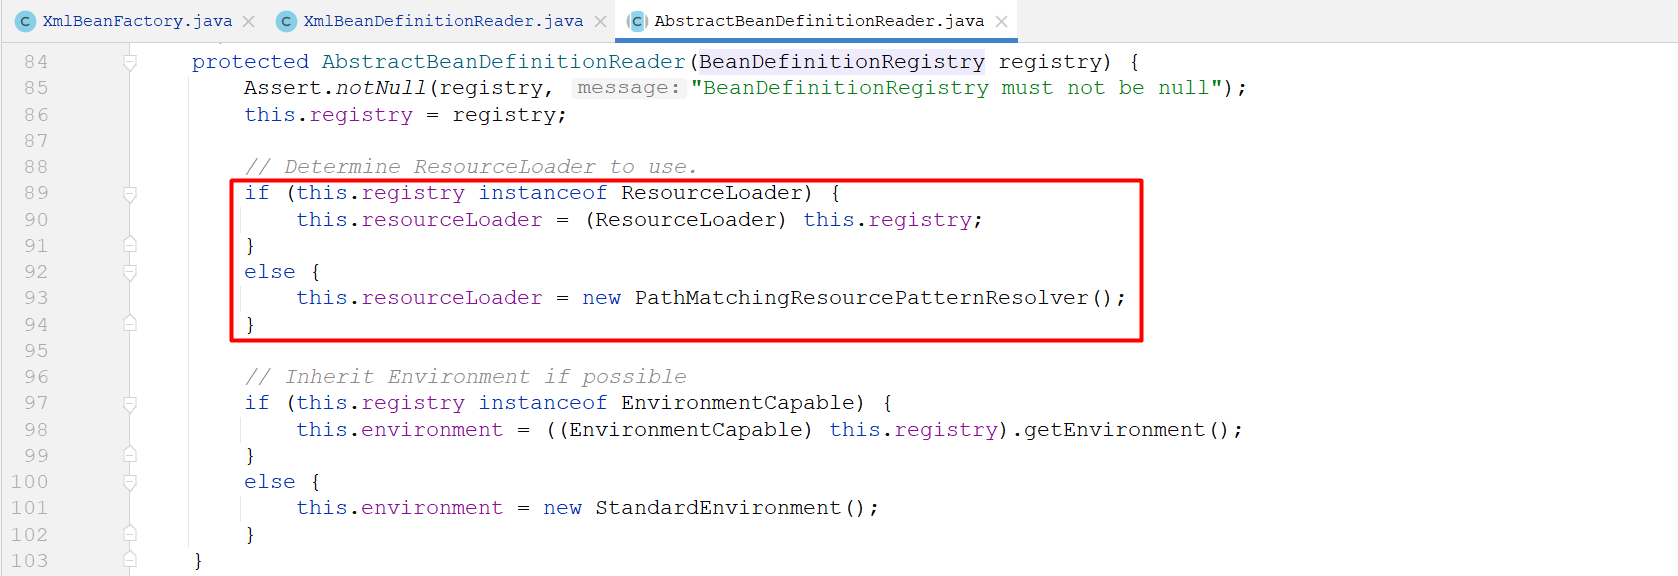 XmlBeanFactory.java XmlBeanDefinitionReader.java AbstractBeanDefinitionReader.java
84 protected AbstractBeanDefinitionReader(BeanDefinitionRegistry registry) {
85 Assert.notNull(registry, message: "BeanDefinitionRegistry must not be null");
86 this.registry = registry;
87
88 // Determine ResourceLoader to use.
89 if (this.registry instanceof ResourceLoader) {
90 this.resourceLoader = (ResourceLoader) this.registry;
91 }
92 else {
93 this.resourceLoader = new PathMatchingResourcePatternResolver();
94 }
95
96 // Inherit Environment if possible
97 if (this.registry instanceof EnvironmentCapable) {
98 this.environment = ((EnvironmentCapable) this.registry).getEnvironment();
99 }
100 else {
101 this.environment = new StandardEnvironment();
102 }
103 }